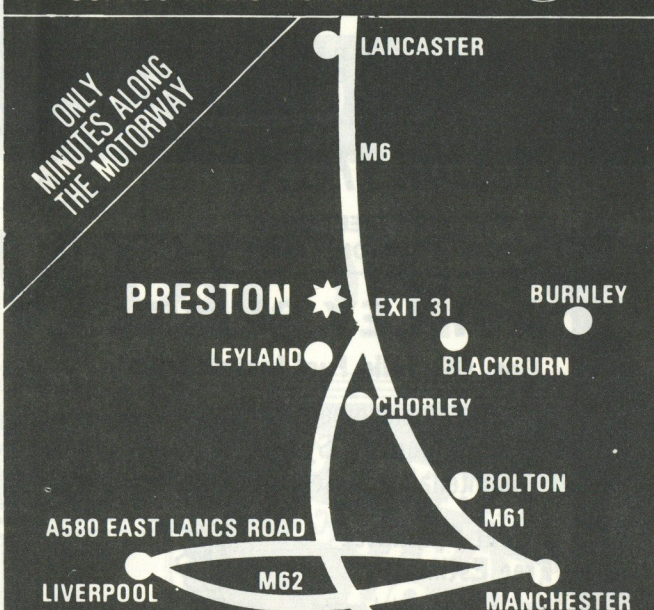 LANCASTER
ONLY
MINUTES ALONG
THE MOTORWAY
M6
PRESTON
EXIT 31
BURNLEY
LEYLAND
BLACKBURN
CHORLEY
BOLTON
M61
A580 EAST LANCS ROAD
LIVERPOOL
M62
MANCHESTER